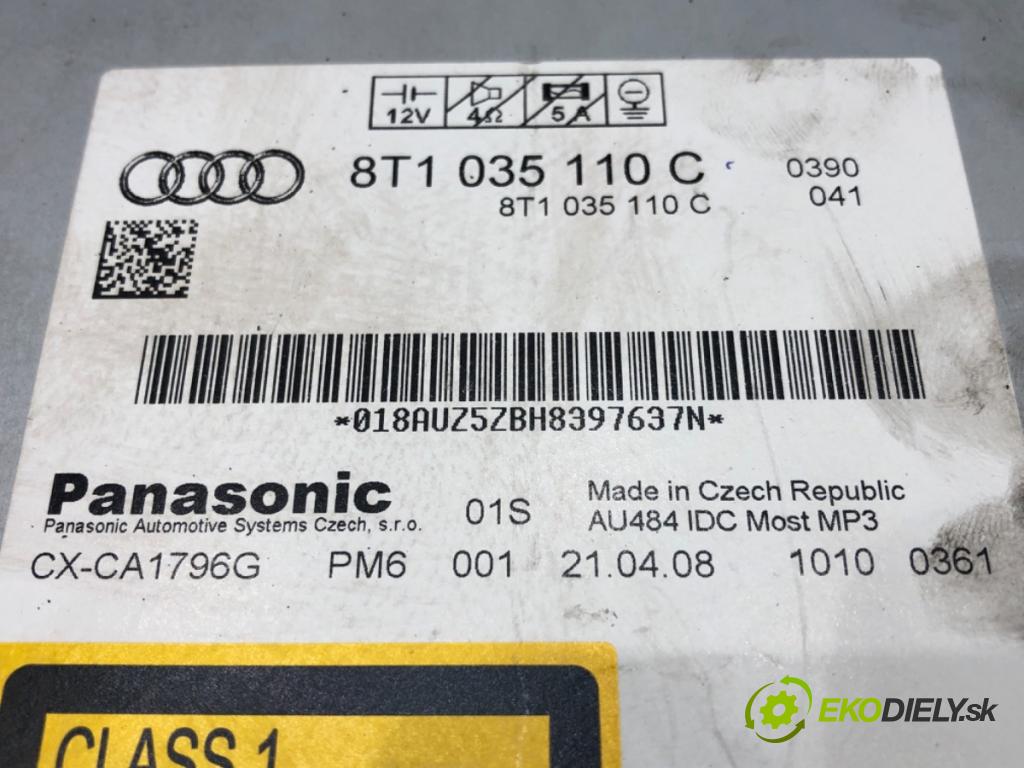 12V 4Ω 5A
8T1 035 110 C 0390
8T1 035 110 C 041
*018AUZ5ZBH8397637N*
Panasonic
Panasonic Automotive Systems Czech, s.r.o. 01S
Made in Czech Republic
AU484 IDC Most MP3
CX-CA1796G PM6 001 21.04.08 1010 0361
CLASS 1
EKODIELY.sk